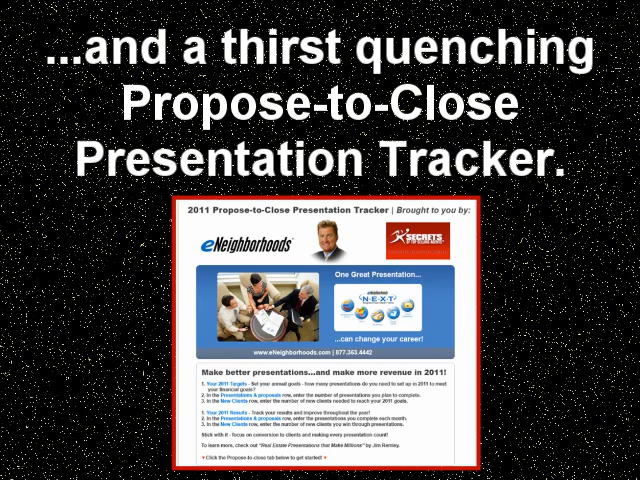 ...and a thirst quenching
Propose-to-Close
Presentation Tracker.
2011 Propose-to-Close Presentation Tracker | Brought to you by:
eNeighborhoods
SECRETS
OF TOP SELLING AGENTS
One Great Presentation...
eNeighborhoods
N-E-X-T
...can change your career!
www.eNeighborhoods.com | 877.363.4442
Make better presentations...and make more revenue in 2011!
1. Your 2011 Targets - Set your annual goals - how many presentations do you need to set up in 2011 to meet
your financial goals?
2. In the Presentations & proposals row, enter the number of presentations you plan to complete.
3. In the New Clients row, enter the number of new clients needed to reach your 2011 goals.
1. Your 2011 Results - Track your results and improve throughout the year!
2. In the Presentations & proposals row, enter the presentations you complete each month.
3. In the New Clients row, enter the number of new clients you win through presentations.
Stick with it - focus on conversion to clients and making every presentation count!
To learn more, check out "Real Estate Presentations that Make Millions" by Jim Remley.
▼Click the Propose-to-close tab below to get started! ▼